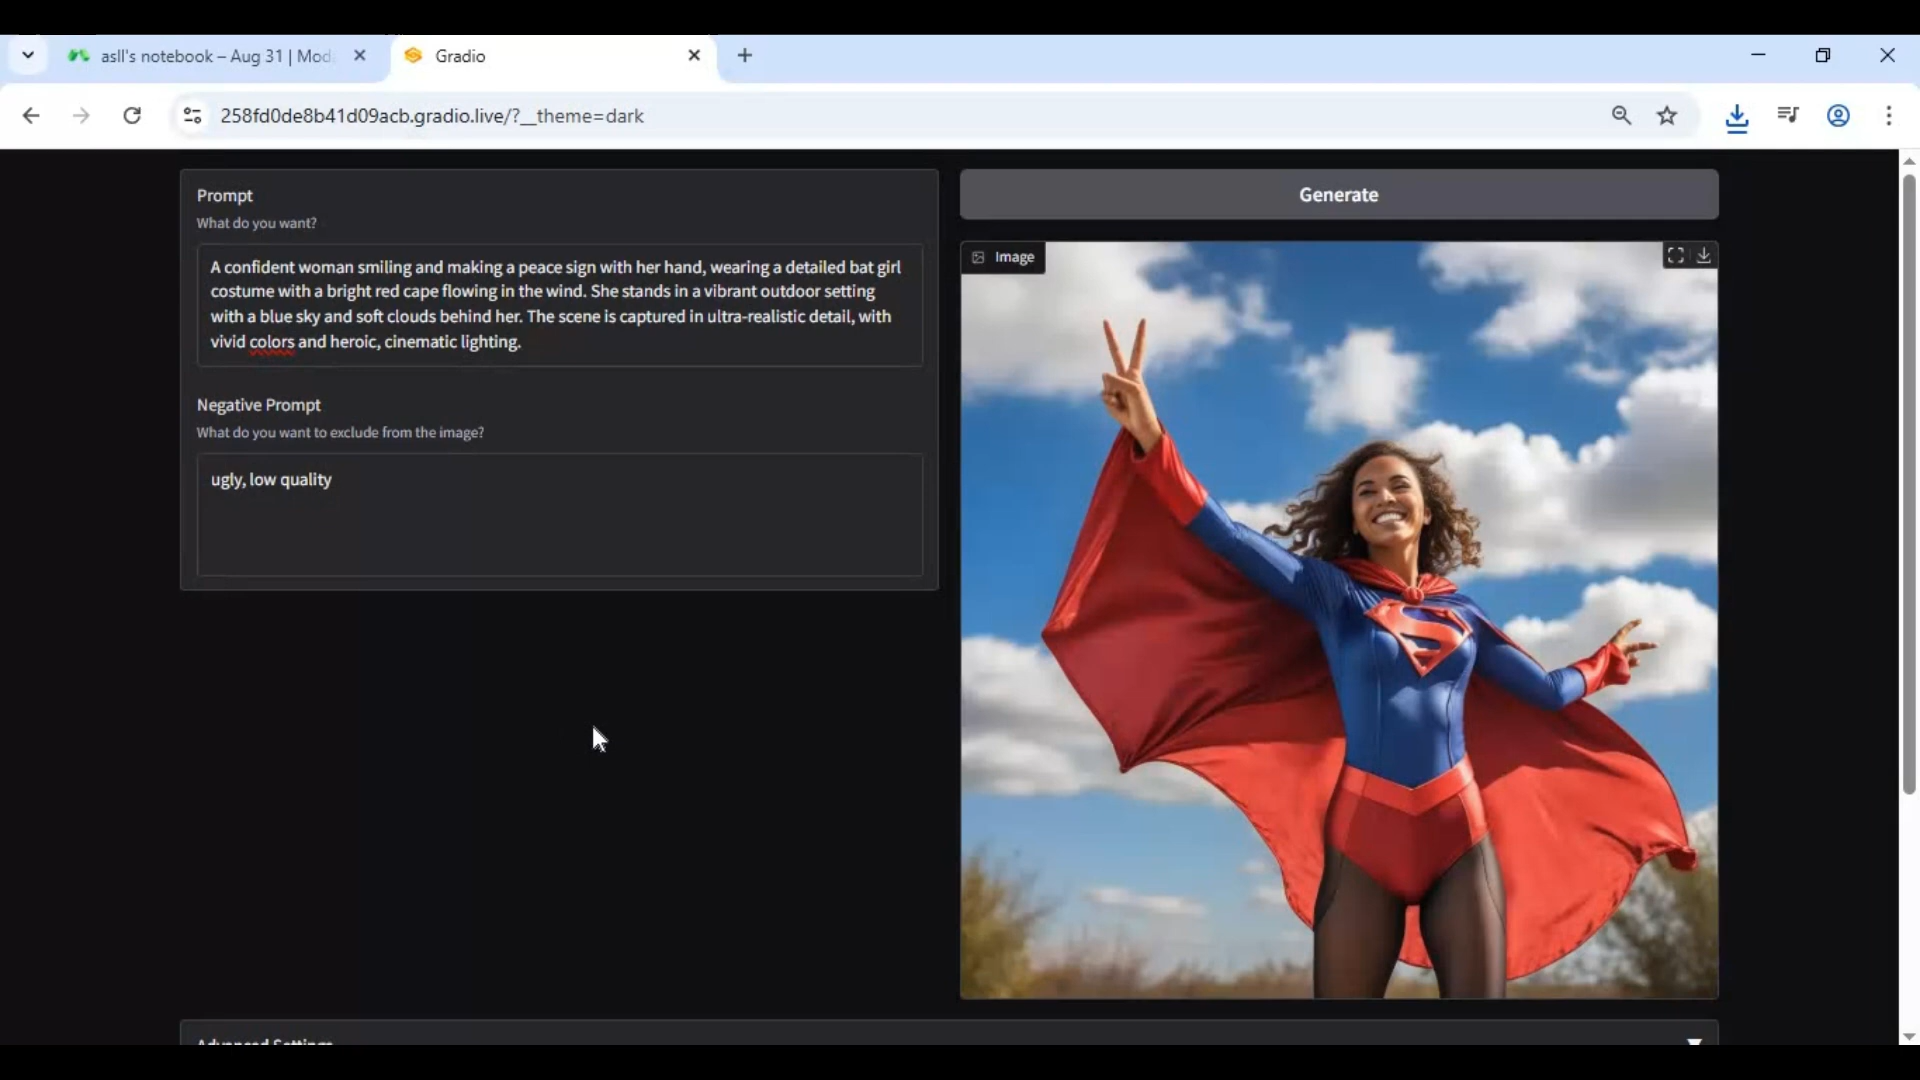 asll's notebook – Aug 31 | Mod
Gradio
258fd0de8b41d09acb.gradio.live/?__theme=dark
Prompt
What do you want?
A confident woman smiling and making a peace sign with her hand, wearing a detailed bat girl
costume with a bright red cape flowing in the wind. She stands in a vibrant outdoor setting
with a blue sky and soft clouds behind her. The scene is captured in ultra-realistic detail, with
vivid colors and heroic, cinematic lighting.
Negative Prompt
What do you want to exclude from the image?
ugly, low quality
Generate
Image
S
Advanced Settings